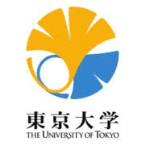 東京大学
THE UNIVERSITY OF TOKYO